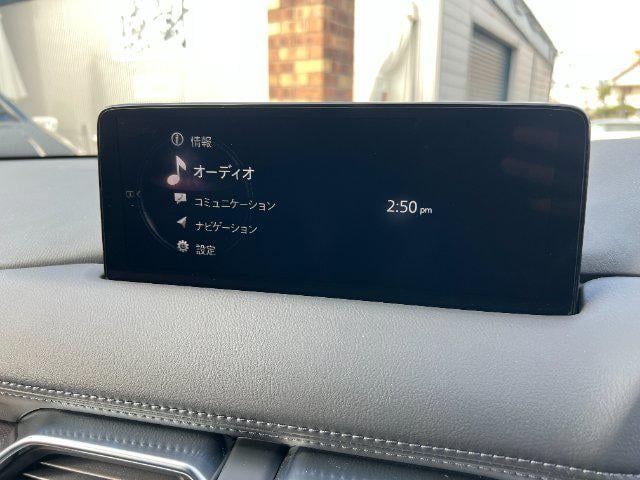 情報
オーディオ
コミュニケーション
ナビゲーション
設定
2:50 pm